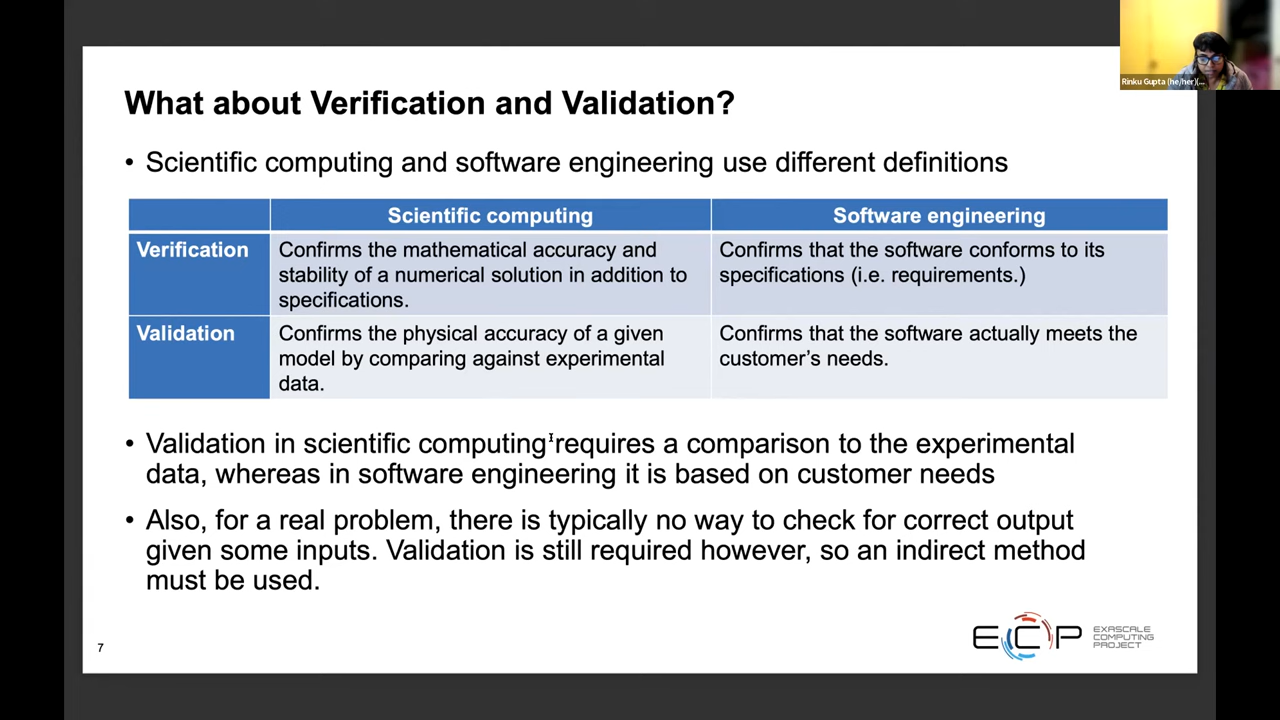 Rinku Gupta (he/her)(...
What about Verification and Validation?
• Scientific computing and software engineering use different definitions
Scientific computing
Software engineering
Verification
Confirms the mathematical accuracy and
stability of a numerical solution in addition to
specifications.
Confirms that the software conforms to its
specifications (i.e. requirements.)
Validation
Confirms the physical accuracy of a given
model by comparing against experimental
data.
Confirms that the software actually meets the
customer’s needs.
• Validation in scientific computing requires a comparison to the experimental
data, whereas in software engineering it is based on customer needs
• Also, for a real problem, there is typically no way to check for correct output
given some inputs. Validation is still required however, so an indirect method
must be used.
7
ECP
EXASCALE
COMPUTING
PROJECT